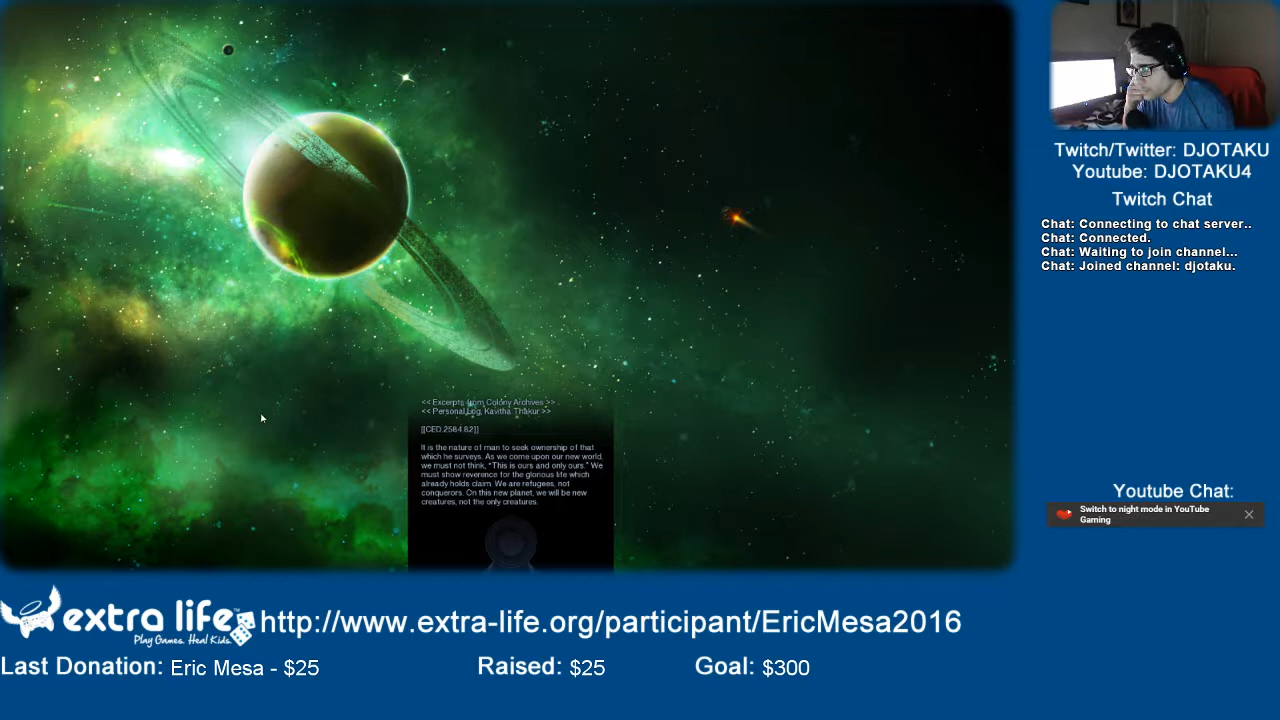 Twitch/Twitter: DJOTAKU
Youtube: DJOTAKU4
Twitch Chat
Chat: Connecting to chat server..
Chat: Connected.
Chat: Waiting to join channel...
Chat: Joined channel: djotaku.
<< Excerpts from Colony Archives >>
<< Personal Log, Kavitha Thakur >>
[[CED.2584.82]]
It is the nature of man to seek ownership of that
which he surveys. As we come upon our new world,
we must not think, "This is ours and only ours." We
must show reverence for the glorious life which
already holds claim. We are refugees, not
conquerors. On this new planet, we will be new
creatures, not the only creatures.
Youtube Chat:
Switch to night mode in YouTube
Gaming
extra life
Play Games. Heal Kids.
http://www.extra-life.org/participant/EricMesa2016
Last Donation: Eric Mesa - $25
Raised: $25
Goal: $300